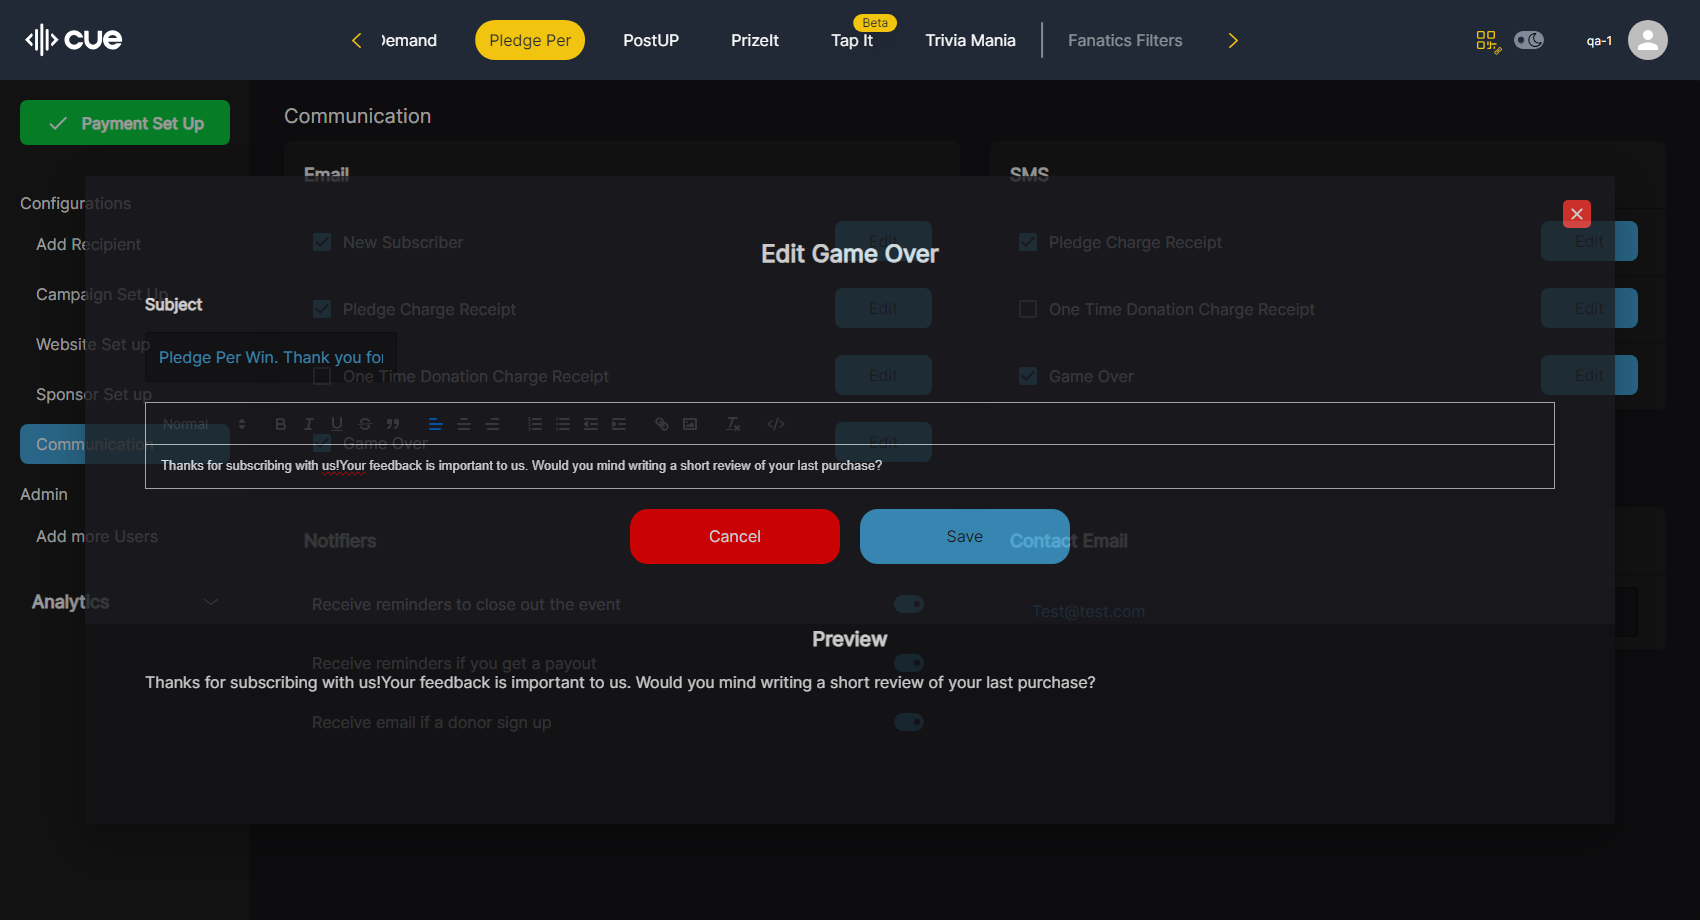 cue
Demand
Pledge Per
PostUP
PrizeIt
Beta
Tap It
Trivia Mania
Fanatics Filters
qa-1
Payment Set Up
Communication
Email
SMS
Configurations
Add Recipient
New Subscriber
Edit
Pledge Charge Receipt
Edit
Edit Game Over
Campaign Set Up
Subject
Pledge Charge Receipt
Edit
One Time Donation Charge Receipt
Edit
Website Set up
Pledge Per Win. Thank you for
One Time Donation Charge Receipt
Edit
Game Over
Edit
Sponsor Set up
Normal
Communication
Game Over
Edit
Thanks for subscribing with us!Your feedback is important to us. Would you mind writing a short review of your last purchase?
Admin
Add more Users
Notifiers
Cancel
Save
Contact Email
Analytics
Receive reminders to close out the event
Test@test.com
Preview
Receive reminders if you get a payout
Thanks for subscribing with us!Your feedback is important to us. Would you mind writing a short review of your last purchase?
Receive email if a donor sign up